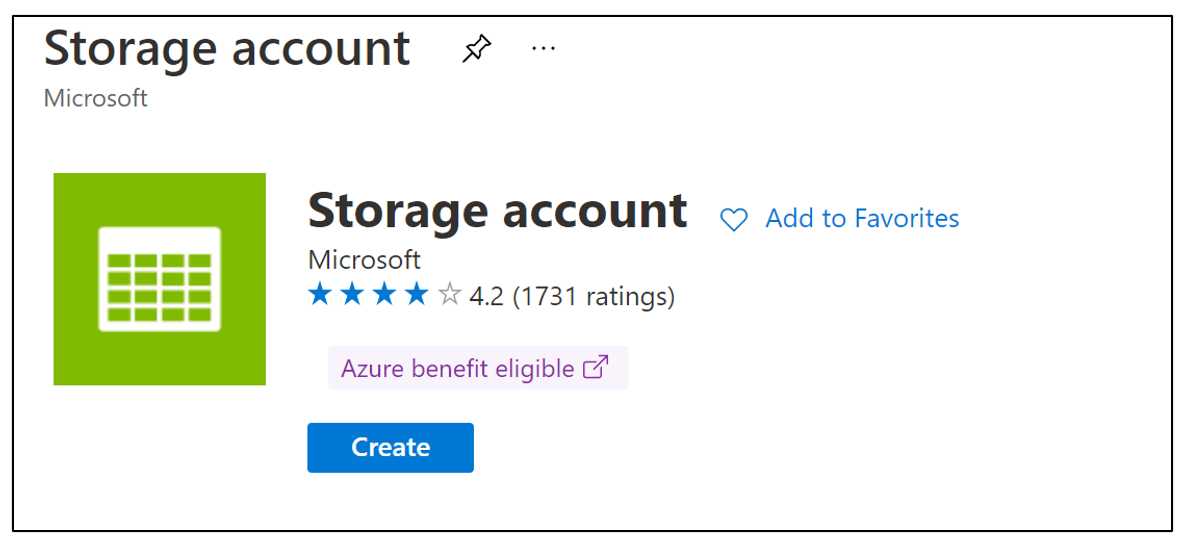 Storage account
Microsoft
Storage account
Add to Favorites
Microsoft
4.2 (1731 ratings)
Azure benefit eligible
Create